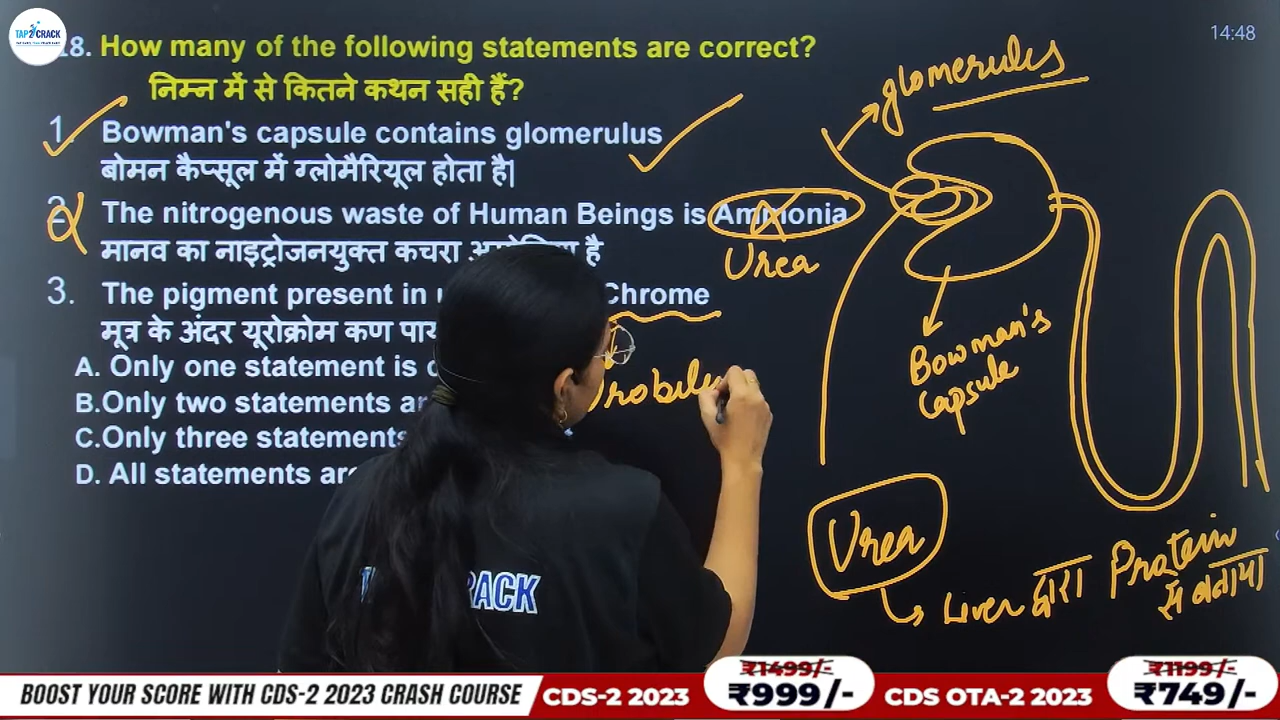 TAP2CRACK
18. How many of the following statements are correct?
14:48
निम्न में से कितने कथन सही हैं?
1. Bowman's capsule contains glomerulus
बोमन कैप्सूल में ग्लोमैरियूल होता है|
2. The nitrogenous waste of Human Beings is Ammonia
मानव का नाइट्रोजनयुक्त कचरा है
3. The pigment present in Chrome
मूत्र के अंदर यूरोक्रोम कण
A. Only one statement is
B.Only two statements
C.Only three statements
D. All statements
glomerulus
Urea
Bowman's
capsule
Urea
Liver द्वारा Protein
से बनाया
BOOST YOUR SCORE WITH CDS-2 2023 CRASH COURSE
CDS-2 2023
₹1499/-
₹999/-
CDS OTA-2 2023
₹1199/-
₹749/-